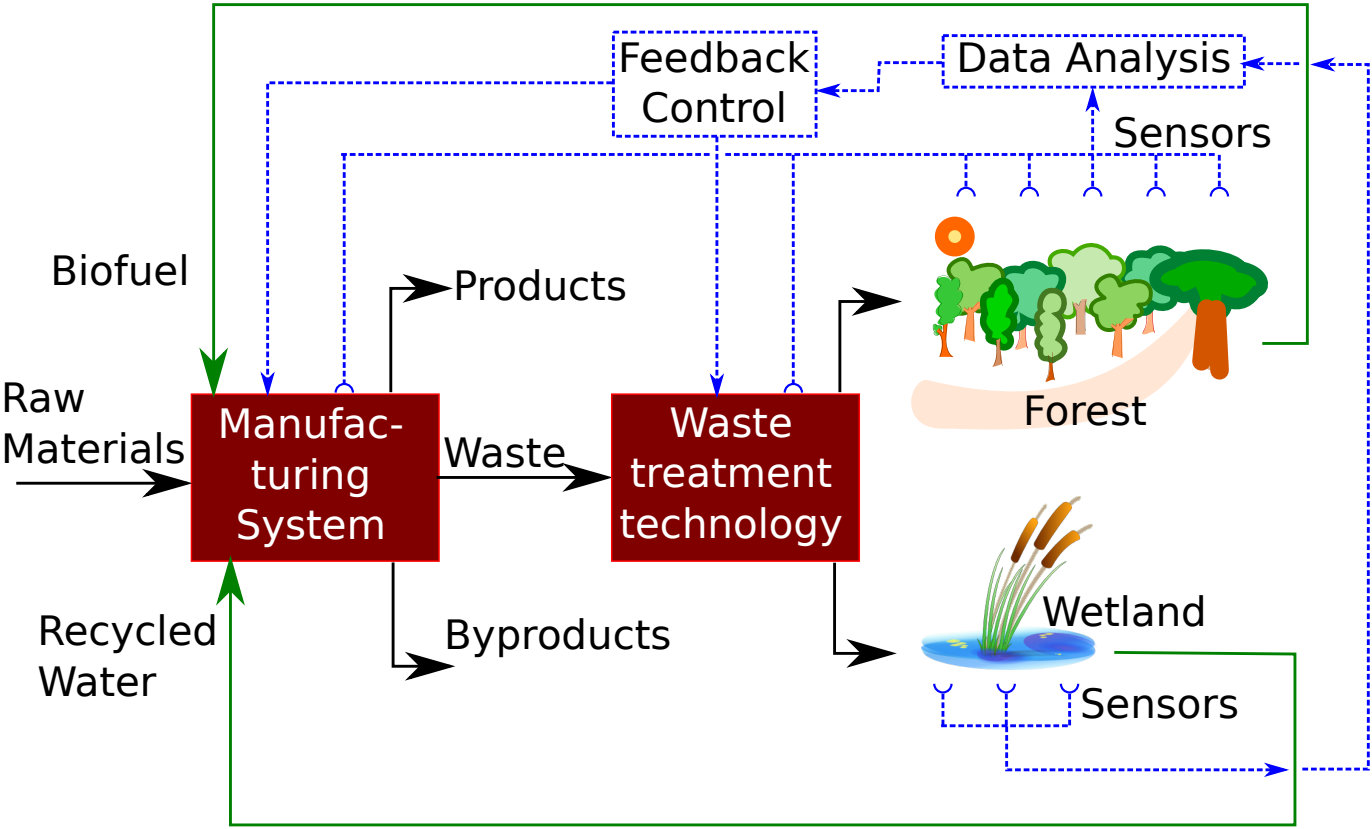 Feedback
Control
Data Analysis
Sensors
Biofuel
Products
Raw
Materials
Manufac-
turing
System
Waste
Waste
treatment
technology
Forest
Recycled
Water
Byproducts
Wetland
Sensors